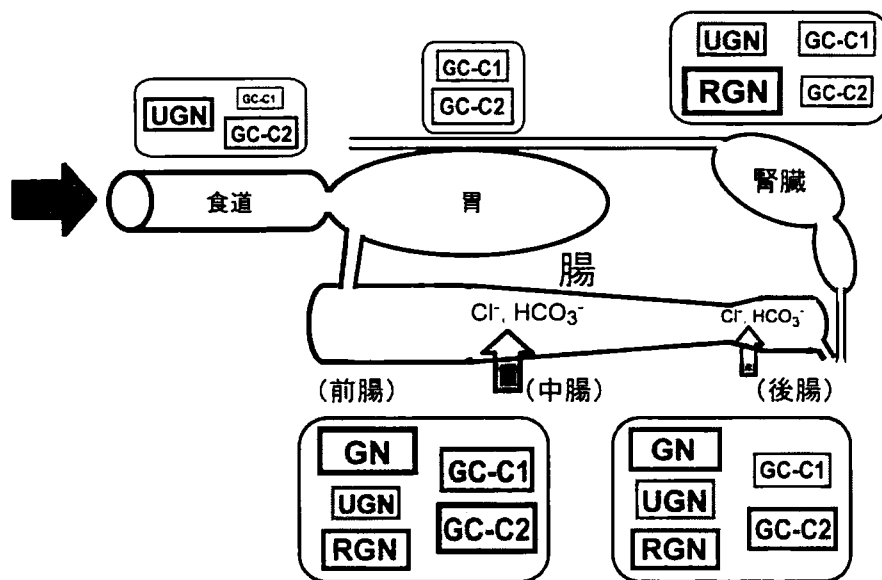 UGN
GC-C1
GC-C2
GC-C1
GC-C2
UGN
GC-C1
RGN
GC-C2
食道
胃
腎臓
腸
Cl⁻, HCO₃⁻
Cl⁻, HCO₃⁻
(前腸)
(中腸)
(後腸)
GN
UGN
RGN
GC-C1
GC-C2
GN
UGN
RGN
GC-C1
GC-C2